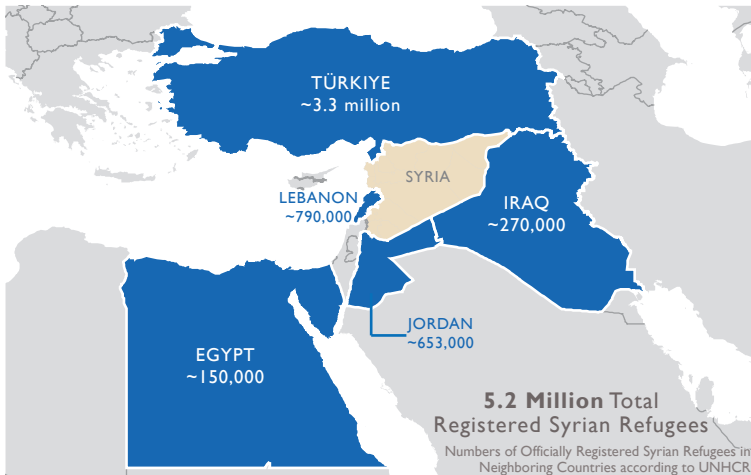 TÜRKIYE
~3.3 million
SYRIA
LEBANON
~790,000
IRAQ
~270,000
JORDAN
~653,000
EGYPT
~150,000
5.2 Million Total
Registered Syrian Refugees
Numbers of Officially Registered Syrian Refugees in
Neighboring Countries according to UNHCR